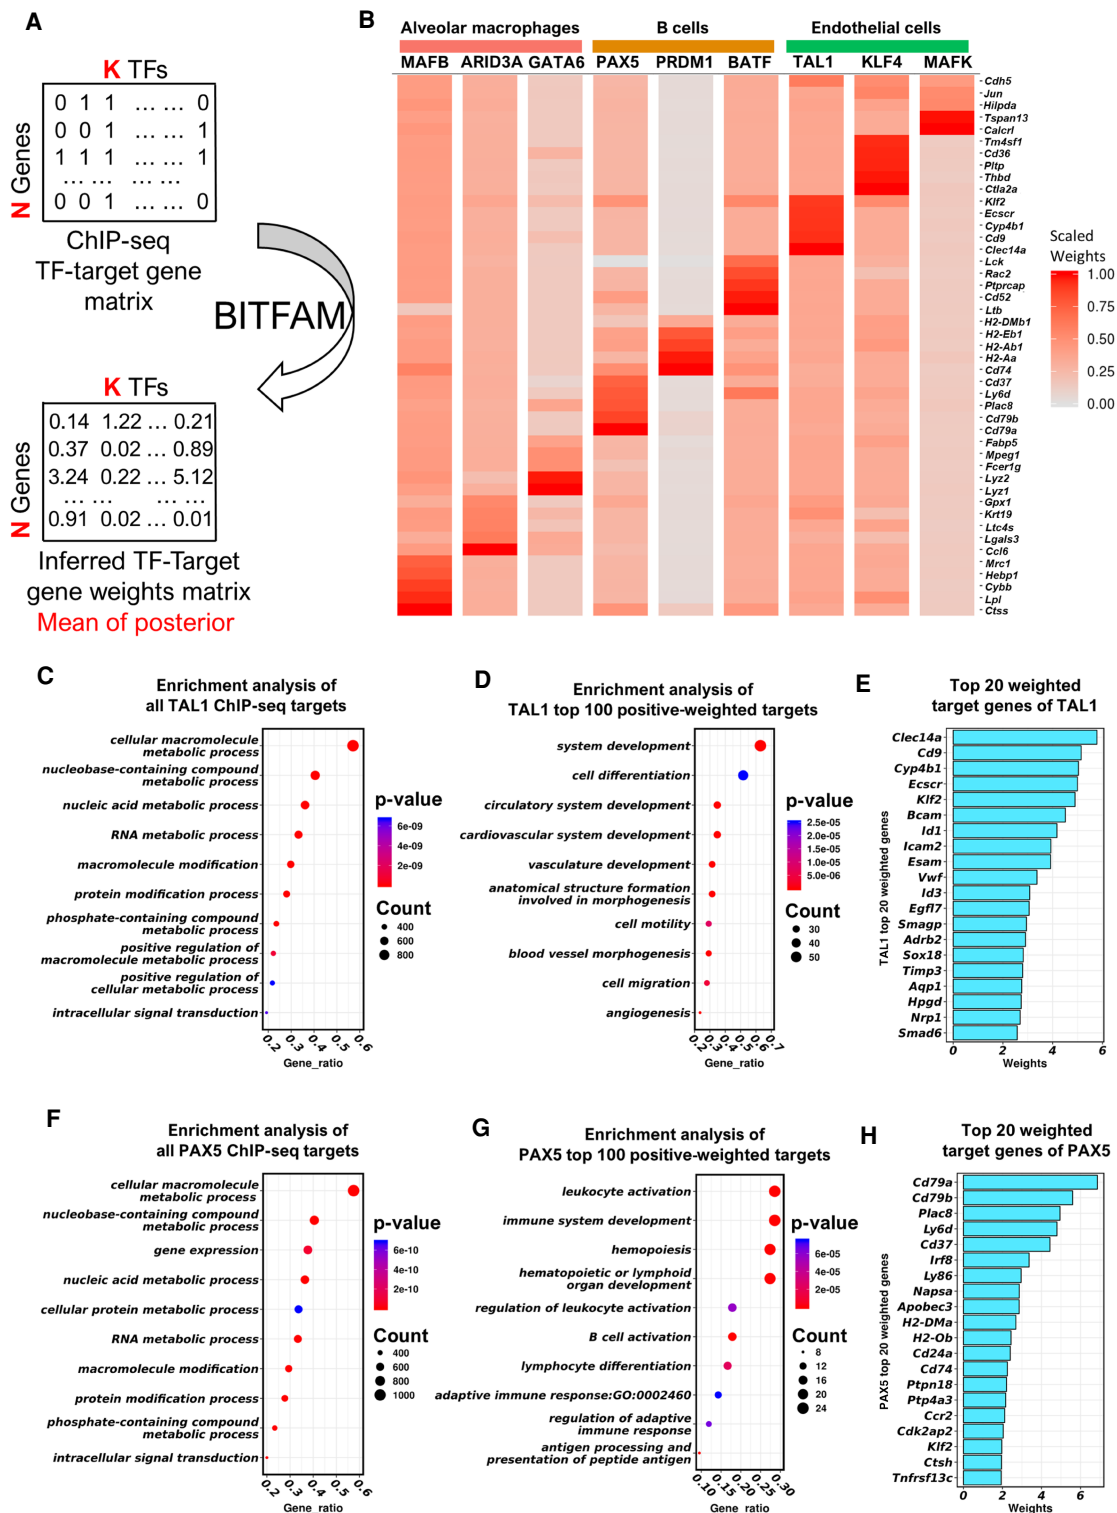 A
K TFs
N Genes
0 1 1 ... ... 0
0 0 1 ... ... 1
1 1 1 ... ... 1
... ... ... ...
0 0 1 ... ... 0
ChIP-seq
TF-target gene
matrix
BITFAM
K TFs
N Genes
0.14 1.22 ... 0.21
0.37 0.02 ... 0.89
3.24 0.22 ... 5.12
... ... ...
0.91 0.02 ... 0.01
Inferred TF-Target
gene weights matrix
Mean of posterior
B
Alveolar macrophages B cells Endothelial cells
MAFB ARID3A GATA6 PAX5 PRDM1 BATF TAL1 KLF4 MAFK
Cdh5
Jun
Hilpda
Tspan13
Calcrl
Tm4sf1
Cd36
Pltp
Thbd
Ctla2a
Klf2
Ecscr
Cyp4b1
Cd9
Clec14a
Lck
Rac2
Ptprcap
Cd52
Ltb
H2-DMb1
H2-Eb1
H2-Ab1
H2-Aa
Cd74
Cd37
Ly6d
Plac8
Cd79b
Cd79a
Fabp5
Mpeg1
Fcer1g
Lyz2
Lyz1
Gpx1
Krt19
Ltc4s
Lgals3
Ccl6
Mrc1
Hebp1
Cybb
Lpl
Ctss
Scaled
Weights
1.00
0.75
0.50
0.25
0.00
C
Enrichment analysis of
all TAL1 ChIP-seq targets
cellular macromolecule
metabolic process
nucleobase-containing compound
metabolic process
nucleic acid metabolic process
RNA metabolic process
macromolecule modification
protein modification process
phosphate-containing compound
metabolic process
positive regulation of
macromolecule metabolic process
positive regulation of
cellular metabolic process
intracellular signal transduction
0.2 0.3 0.4 0.5 0.6
Gene_ratio
p-value
6e-09
4e-09
2e-09
Count
400
600
800
D
Enrichment analysis of
TAL1 top 100 positive-weighted targets
system development
cell differentiation
circulatory system development
cardiovascular system development
vasculature development
anatomical structure formation
involved in morphogenesis
cell motility
blood vessel morphogenesis
cell migration
angiogenesis
0.2 0.3 0.4 0.5 0.6 0.7
Gene_ratio
p-value
2.5e-05
2.0e-05
1.5e-05
1.0e-05
5.0e-06
Count
30
40
50
E
Top 20 weighted
target genes of TAL1
TAL1 top 20 weighted genes
Clec14a
Cd9
Cyp4b1
Ecscr
Klf2
Bcam
Id1
Icam2
Esam
Vwf
Id3
Egfl7
Smagp
Adrb2
Sox18
Timp3
Aqp1
Hpgd
Nrp1
Smad6
0 2 4 6
Weights
F
Enrichment analysis of
all PAX5 ChIP-seq targets
cellular macromolecule
metabolic process
nucleobase-containing compound
metabolic process
gene expression
nucleic acid metabolic process
cellular protein metabolic process
RNA metabolic process
macromolecule modification
protein modification process
phosphate-containing compound
metabolic process
intracellular signal transduction
0.2 0.3 0.4 0.5 0.6
Gene_ratio
p-value
6e-10
4e-10
2e-10
Count
400
600
800
1000
G
Enrichment analysis of
PAX5 top 100 positive-weighted targets
leukocyte activation
immune system development
hemopoiesis
hematopoietic or lymphoid
organ development
regulation of leukocyte activation
B cell activation
lymphocyte differentiation
adaptive immune response:GO:0002460
regulation of adaptive
immune response
antigen processing and
presentation of peptide antigen
0.10 0.15 0.20 0.25 0.30
Gene_ratio
p-value
6e-05
4e-05
2e-05
Count
8
12
16
20
24
H
Top 20 weighted
target genes of PAX5
PAX5 top 20 weighted genes
Cd79a
Cd79b
Plac8
Ly6d
Cd37
Irf8
Ly86
Napsa
Apobec3
H2-DMa
H2-Ob
Cd24a
Cd74
Ptpn18
Ptp4a3
Ccr2
Cdk2ap2
Klf2
Ctsh
Tnfrsf13c
0 2 4 6
Weights